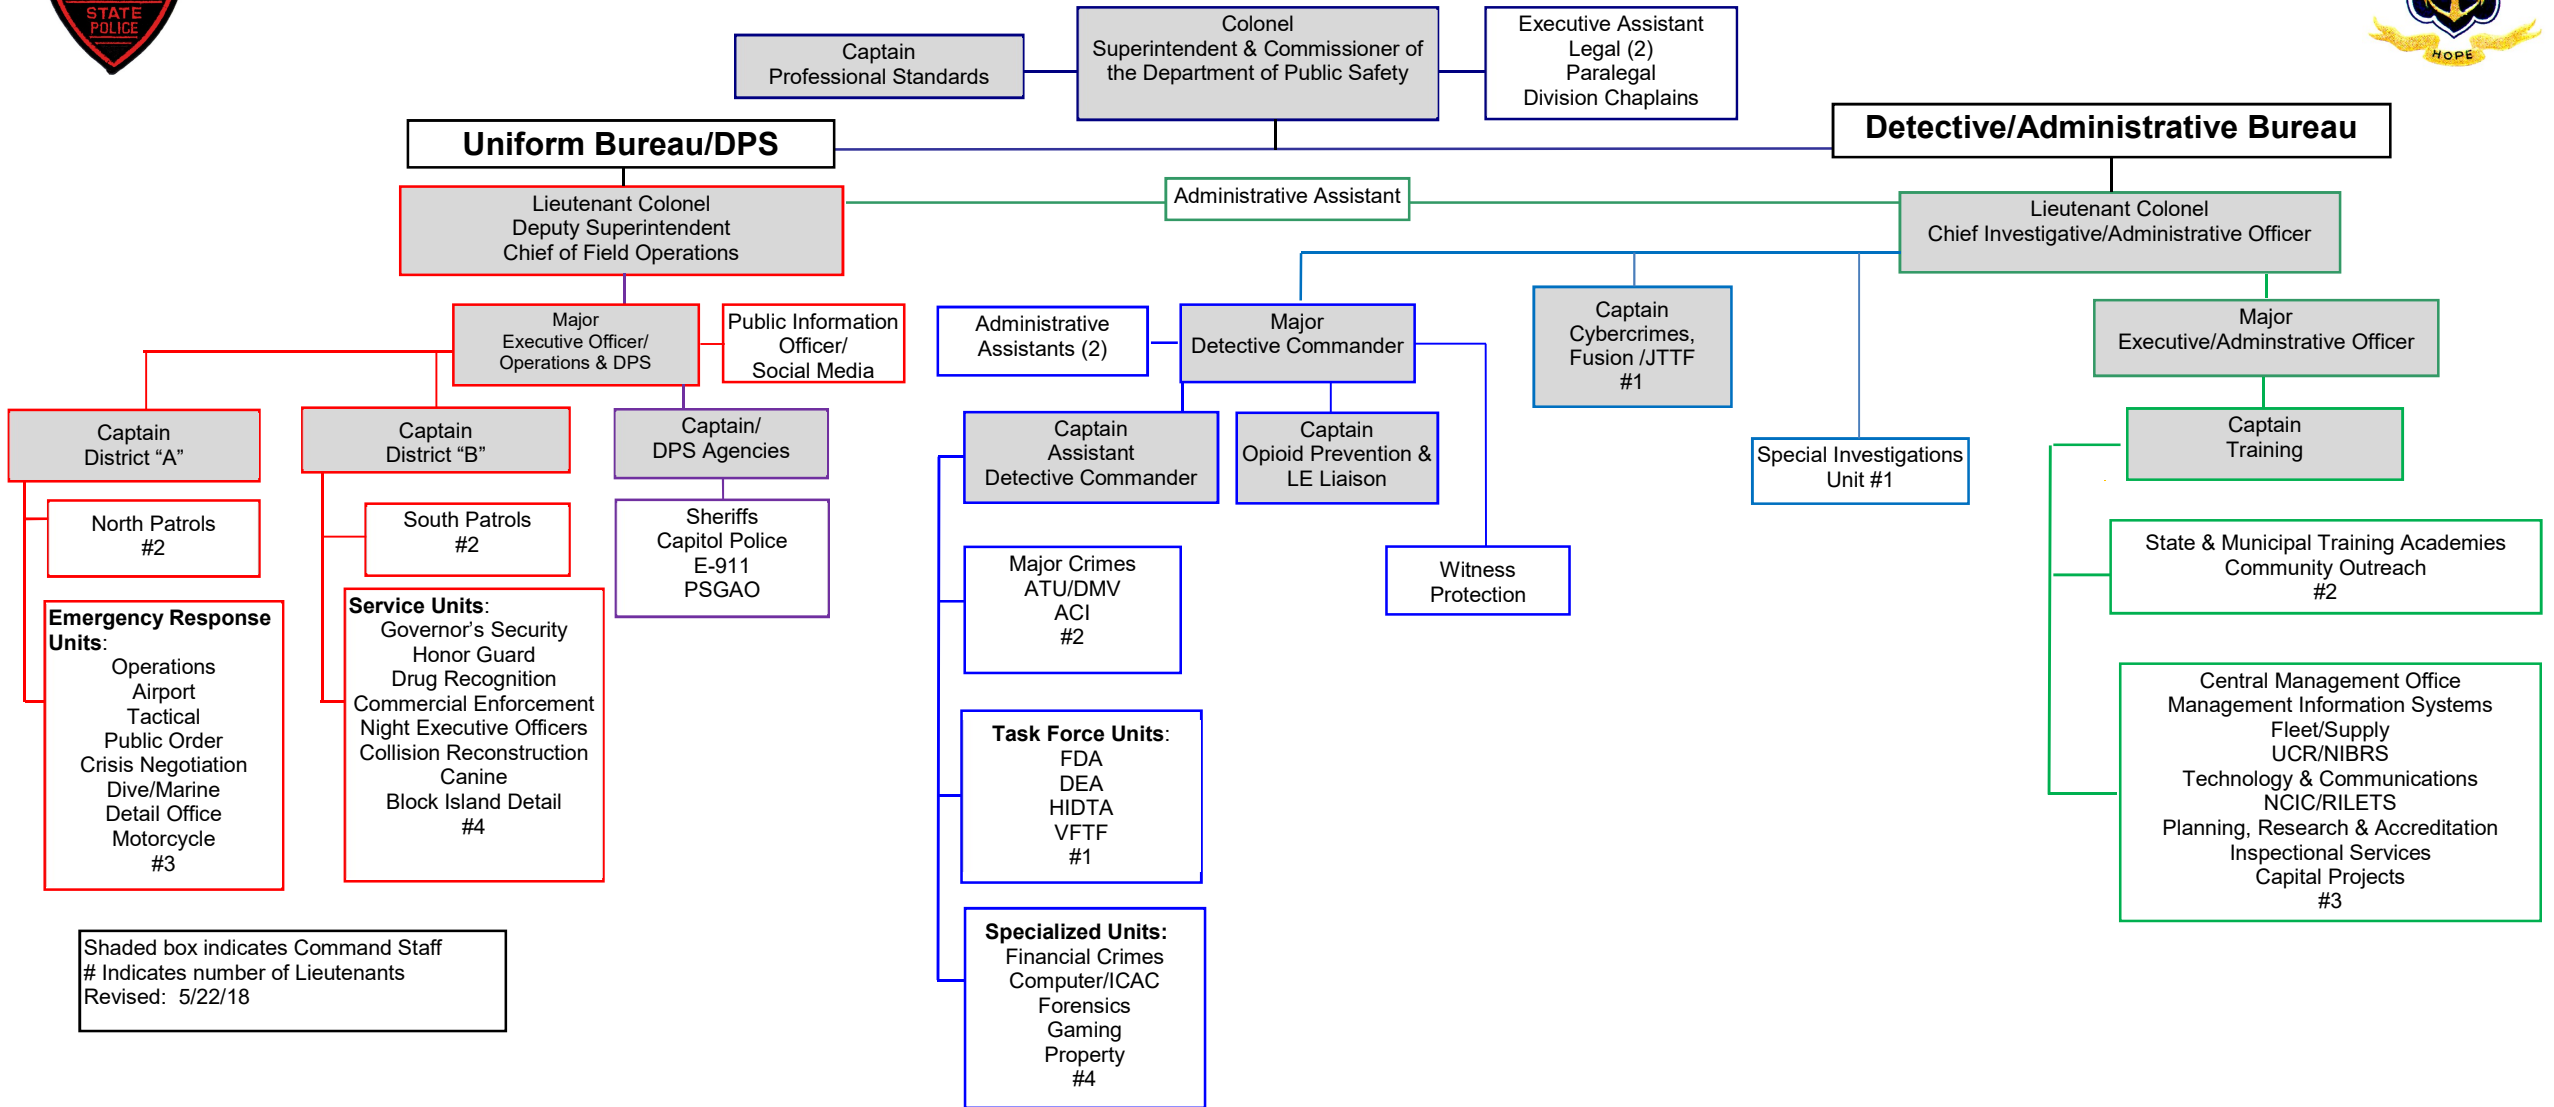 STATE
POLICE
HOPE
Captain
Professional Standards
Colonel
Superintendent & Commissioner of
the Department of Public Safety
Executive Assistant
Legal (2)
Paralegal
Division Chaplains
Uniform Bureau/DPS
Detective/Administrative Bureau
Lieutenant Colonel
Deputy Superintendent
Chief of Field Operations
Administrative Assistant
Lieutenant Colonel
Chief Investigative/Administrative Officer
Major
Executive Officer/
Operations & DPS
Public Information
Officer/
Social Media
Administrative
Assistants (2)
Major
Detective Commander
Captain
Cybercrimes,
Fusion /JTTF
#1
Major
Executive/Adminstrative Officer
Captain
District “A”
Captain
District “B”
Captain/
DPS Agencies
Captain
Assistant
Detective Commander
Captain
Opioid Prevention &
LE Liaison
Special Investigations
Unit #1
Captain
Training
North Patrols
#2
South Patrols
#2
Sheriffs
Capitol Police
E-911
PSGAO
Major Crimes
ATU/DMV
ACI
#2
Witness
Protection
State & Municipal Training Academies
Community Outreach
#2
Emergency Response
Units:
Operations
Airport
Tactical
Public Order
Crisis Negotiation
Dive/Marine
Detail Office
Motorcycle
#3
Service Units:
Governor’s Security
Honor Guard
Drug Recognition
Commercial Enforcement
Night Executive Officers
Collision Reconstruction
Canine
Block Island Detail
#4
Task Force Units:
FDA
DEA
HIDTA
VFTF
#1
Central Management Office
Management Information Systems
Fleet/Supply
UCR/NIBRS
Technology & Communications
NCIC/RILETS
Planning, Research & Accreditation
Inspectional Services
Capital Projects
#3
Specialized Units:
Financial Crimes
Computer/ICAC
Forensics
Gaming
Property
#4
Shaded box indicates Command Staff
# Indicates number of Lieutenants
Revised:  5/22/18